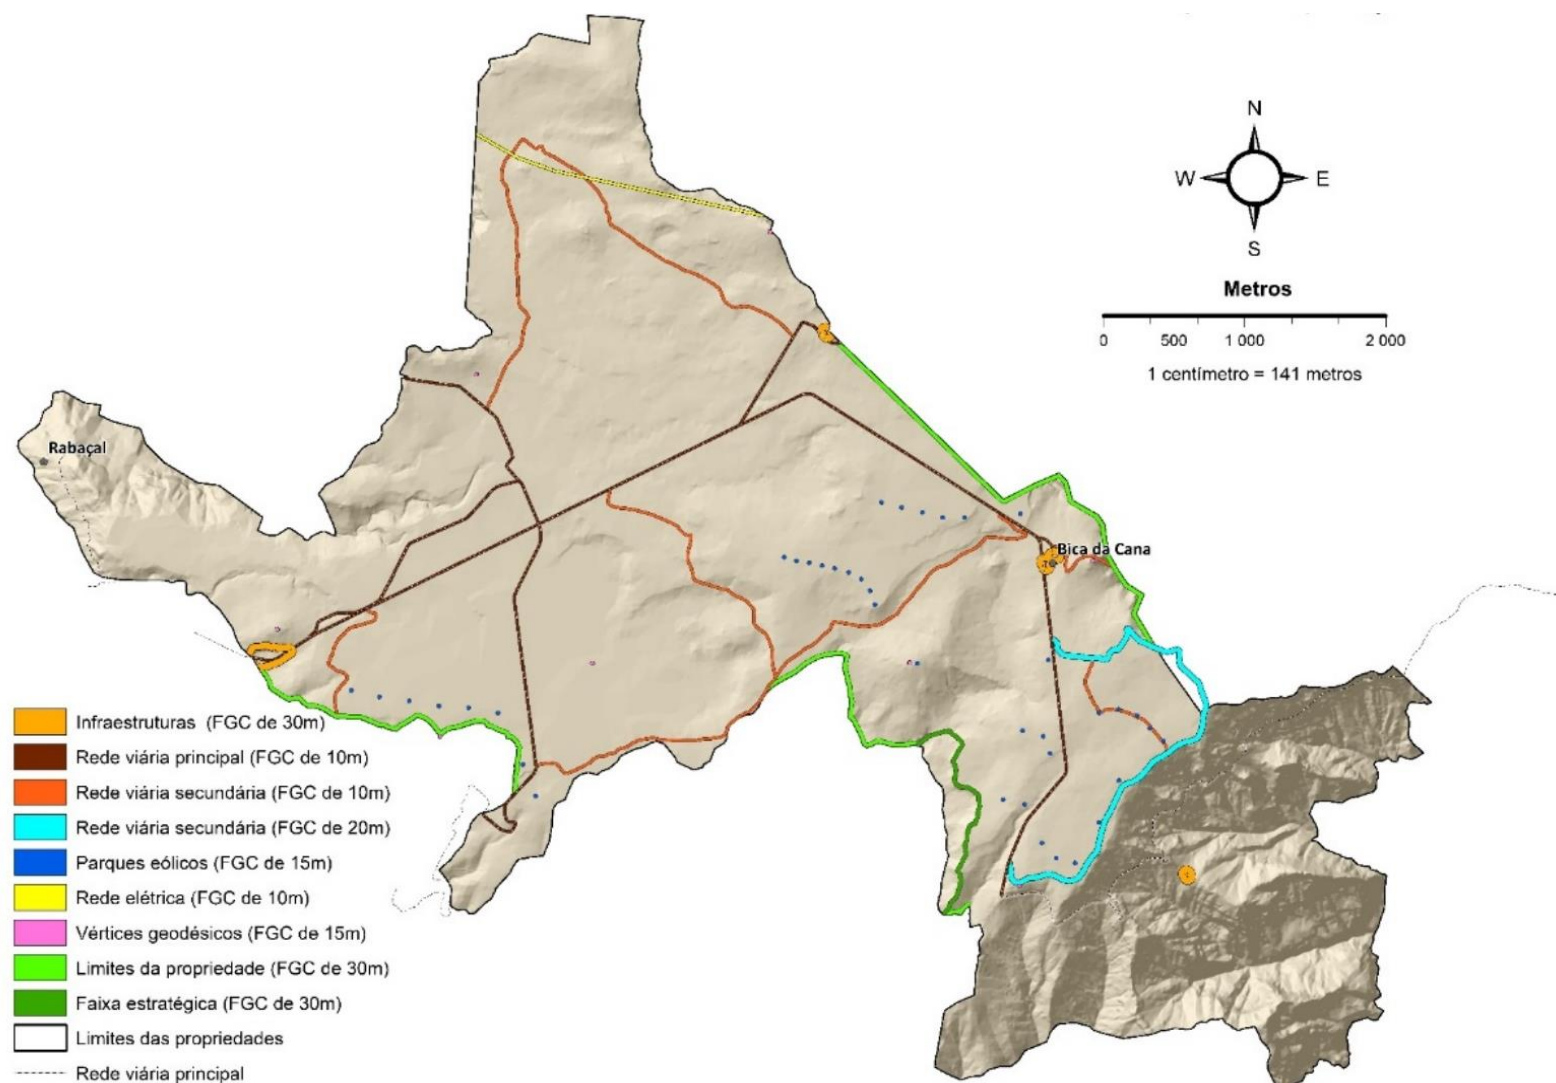 N
W E
S
Metros
0 500 1 000 2 000
1 centímetro = 141 metros
Rabaçal
Bica da Cana
Infraestruturas (FGC de 30m)
Rede viária principal (FGC de 10m)
Rede viária secundária (FGC de 10m)
Rede viária secundária (FGC de 20m)
Parques eólicos (FGC de 15m)
Rede elétrica (FGC de 10m)
Vértices geodésicos (FGC de 15m)
Limites da propriedade (FGC de 30m)
Faixa estratégica (FGC de 30m)
Limites das propriedades
Rede viária principal